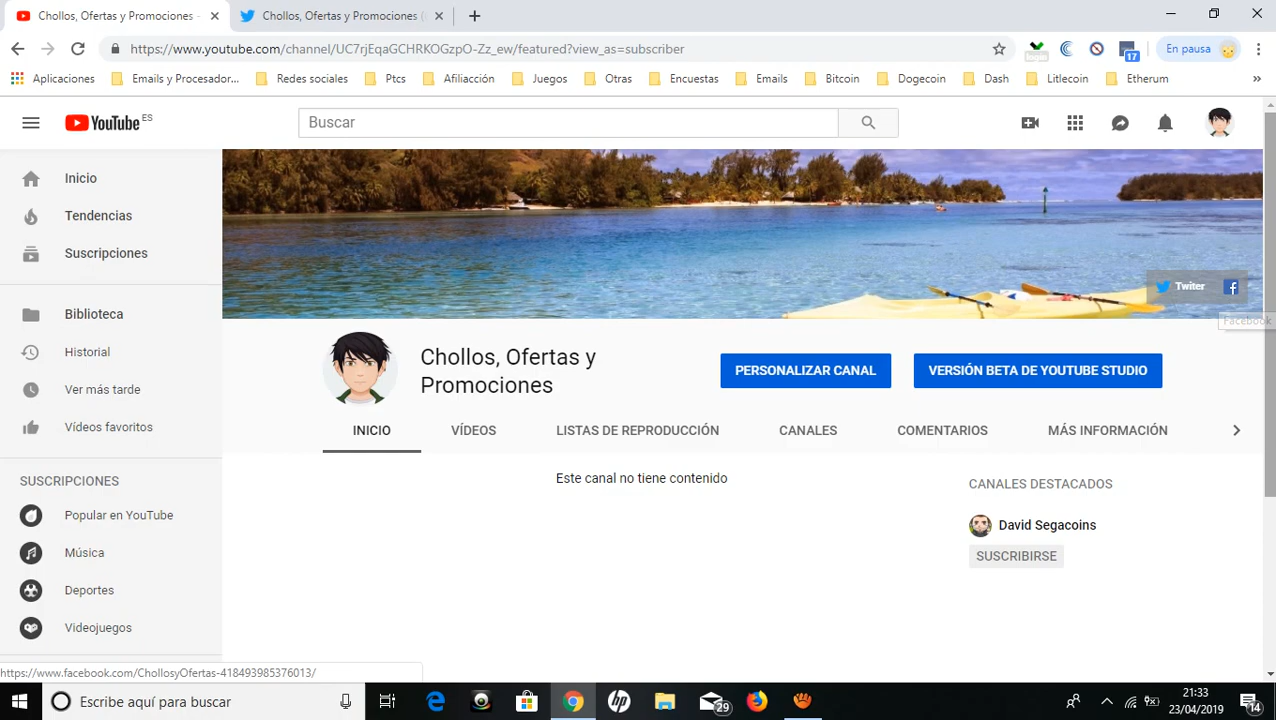 Chollos, Ofertas y Promociones -
Chollos, Ofertas y Promociones (
https://www.youtube.com/channel/UC7rjEqaGCHRKOGzpO-Zz_ew/featured?view_as=subscriber
17
En pausa
Aplicaciones
Emails y Procesador...
Redes sociales
Ptcs
Afiliacción
Juegos
Otras
Encuestas
Emails
Bitcoin
Dogecoin
Dash
Litlecoin
Etherum
»
YouTube ES
Buscar
Inicio
Tendencias
Suscripciones
Biblioteca
Historial
Ver más tarde
Vídeos favoritos
SUSCRIPCIONES
Popular en YouTube
Música
Deportes
Videojuegos
Twiter
Facebook
Chollos, Ofertas y
Promociones
PERSONALIZAR CANAL
VERSIÓN BETA DE YOUTUBE STUDIO
INICIO
VÍDEOS
LISTAS DE REPRODUCCIÓN
CANALES
COMENTARIOS
MÁS INFORMACIÓN
Este canal no tiene contenido
CANALES DESTACADOS
David Segacoins
SUSCRIBIRSE
https://www.facebook.com/ChollosyOfertas-418493985376013/
Escribe aquí para buscar
hp
29
21:33
23/04/2019
14